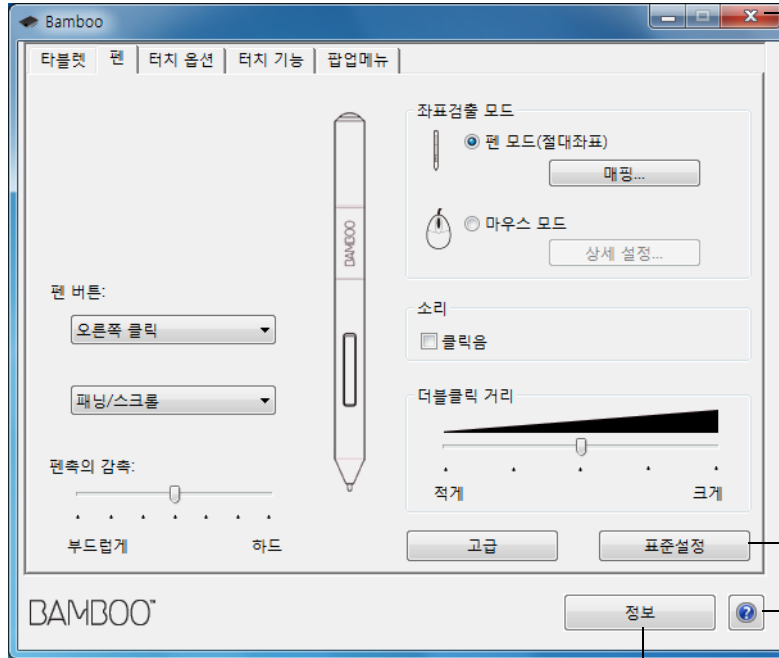 Bamboo
타블렛 펜 터치 옵션 터치 기능 팝업메뉴
좌표검출 모드
펜 모드(절대좌표)
매핑...
마우스 모드
상세 설정...
BAMBOO
펜 버튼:
오른쪽 클릭
패닝/스크롤
펜촉의 감촉:
부드럽게 하드
소리
클릭음
더블클릭 거리
적게 크게
고급 표준설정
BAMBOO™
정보 ?